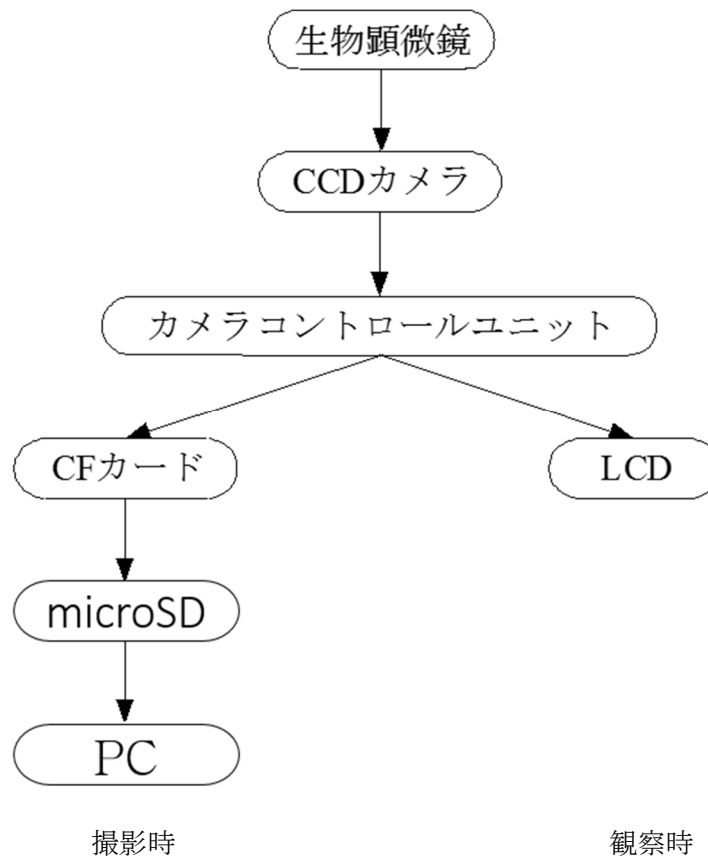 生物顕微鏡
CCDカメラ
カメラコントロールユニット
CFカード
LCD
microSD
PC
撮影時
観察時